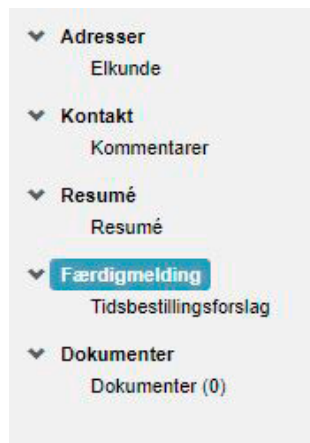 Adresser
Elkunde
Kontakt
Kommentarer
Resumé
Resumé
Færdigmelding
Tidsbestillingsforslag
Dokumenter
Dokumenter (0)